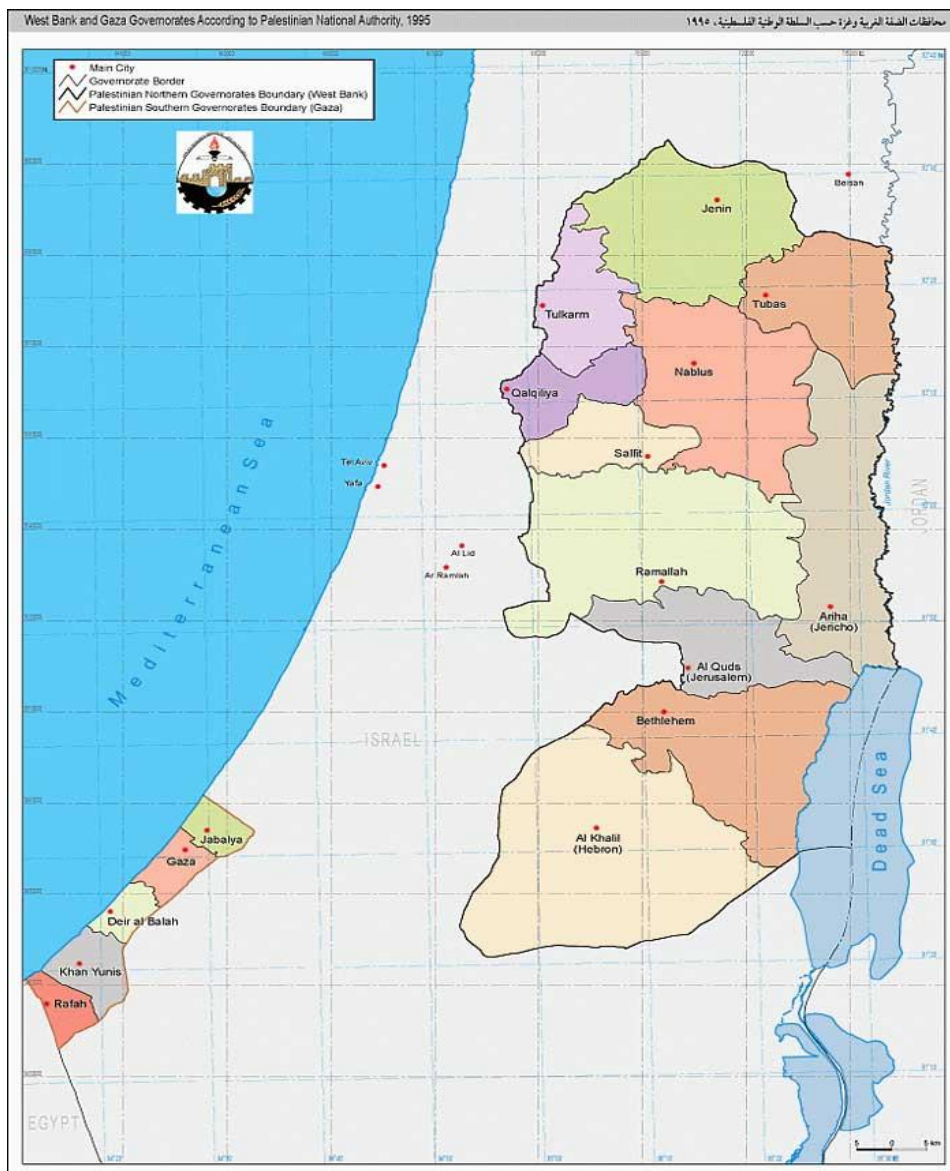 West Bank and Gaza Governorates According to Palestinian National Authority, 1995
محافظات الضفة الغربية وغزة حسب السلطة الوطنية الفلسطينية، ١٩٩٥
Main City
Governorate Border
Palestinian Northern Governorates Boundary (West Bank)
Palestinian Southern Governorates Boundary (Gaza)
Beisan
Jenin
Tubas
Tulkarm
Nablus
Qalqiliya
Salfit
Tel Aviv
Yafa
Mediterranean Sea
Jordan River
JORDAN
Al Lid
Ar Ramlah
Ramallah
Ariha
(Jericho)
Al Quds
(Jerusalem)
Bethlehem
ISRAEL
Dead Sea
Jabalya
Al Khalil
(Hebron)
Gaza
Deir al Balah
Khan Yunis
Rafah
EGYPT
5 0 5 km